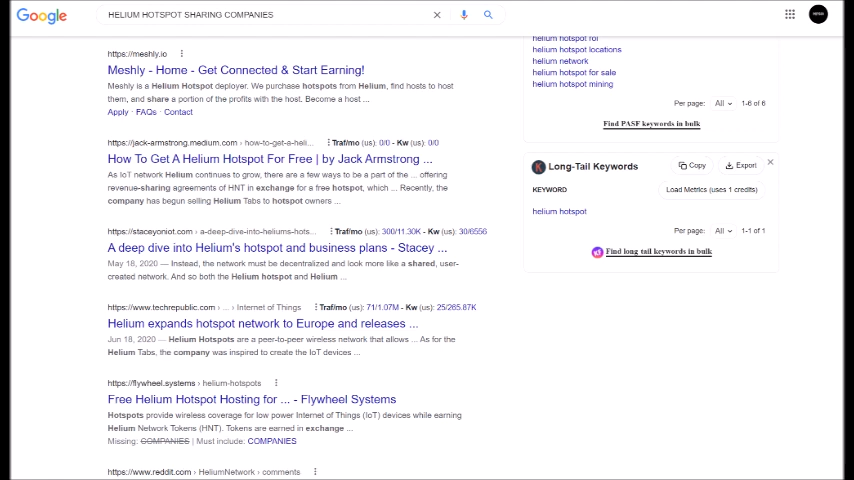 Google
HELIUM HOTSPOT SHARING COMPANIES
https://meshly.io
Meshly - Home - Get Connected & Start Earning!
Meshly is a Helium Hotspot deployer. We purchase hotspots from Helium, find hosts to host
them, and share a portion of the profits with the host. Become a host ...
Apply · FAQs · Contact
https://jack-armstrong.medium.com › how-to-get-a-heli... Traf/mo (us): 0/0 - Kw (us): 0/0
How To Get A Helium Hotspot For Free | by Jack Armstrong ...
As IoT network Helium continues to grow, there are a few ways to be a part of the ... offering
revenue-sharing agreements of HNT in exchange for a free hotspot, which ... Recently, the
company has begun selling Helium Tabs to hotspot owners ...
https://staceyoniot.com › a-deep-dive-into-heliums-hots... Traf/mo (us): 300/11.30K - Kw (us): 30/6556
A deep dive into Helium's hotspot and business plans - Stacey ...
May 18, 2020 — Instead, the network must be decentralized and look more like a shared, user-
created network. And so both the Helium hotspot and Helium ...
https://www.techrepublic.com › ... › Internet of Things Traf/mo (us): 71/1.07M - Kw (us): 25/265.87K
Helium expands hotspot network to Europe and releases ...
Jun 18, 2020 — Helium Hotspots are a peer-to-peer wireless network that allows ... As for the
Helium Tabs, the company was inspired to create the IoT devices ...
https://flywheel.systems › helium-hotspots
Free Helium Hotspot Hosting for ... - Flywheel Systems
Hotspots provide wireless coverage for low power Internet of Things (IoT) devices while earning
Helium Network Tokens (HNT). Tokens are earned in exchange ...
Missing: COMPANIES | Must include: COMPANIES
https://www.reddit.com › HeliumNetwork › comments
helium hotspot for
helium hotspot locations
helium network
helium hotspot for sale
helium hotspot mining
Per page: All 1-6 of 6
Find PASF keywords in bulk
Long-Tail Keywords Copy Export
KEYWORD Load Metrics (uses 1 credits)
helium hotspot
Per page: All 1-1 of 1
Find long tail keywords in bulk